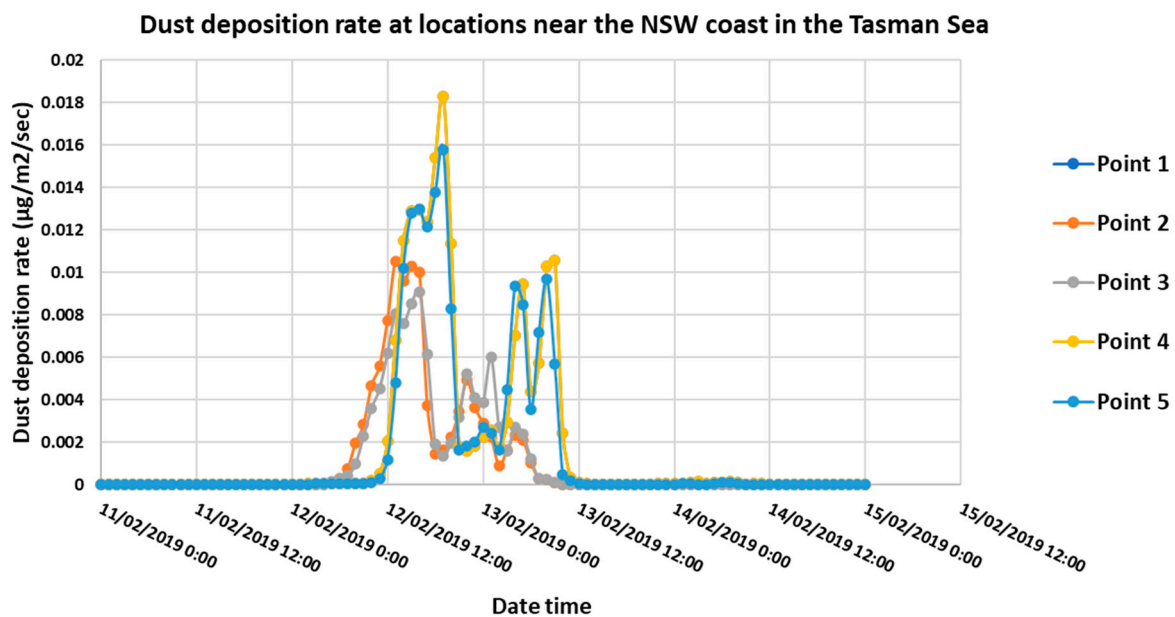 Dust deposition rate at locations near the NSW coast in the Tasman Sea
Dust deposition rate (µg/m2/sec)
0.02
0.018
0.016
0.014
0.012
0.01
0.008
0.006
0.004
0.002
0
11/02/2019 0:00
11/02/2019 12:00
12/02/2019 0:00
12/02/2019 12:00
13/02/2019 0:00
13/02/2019 12:00
14/02/2019 0:00
14/02/2019 12:00
15/02/2019 0:00
15/02/2019 12:00
Date time
Point 1
Point 2
Point 3
Point 4
Point 5